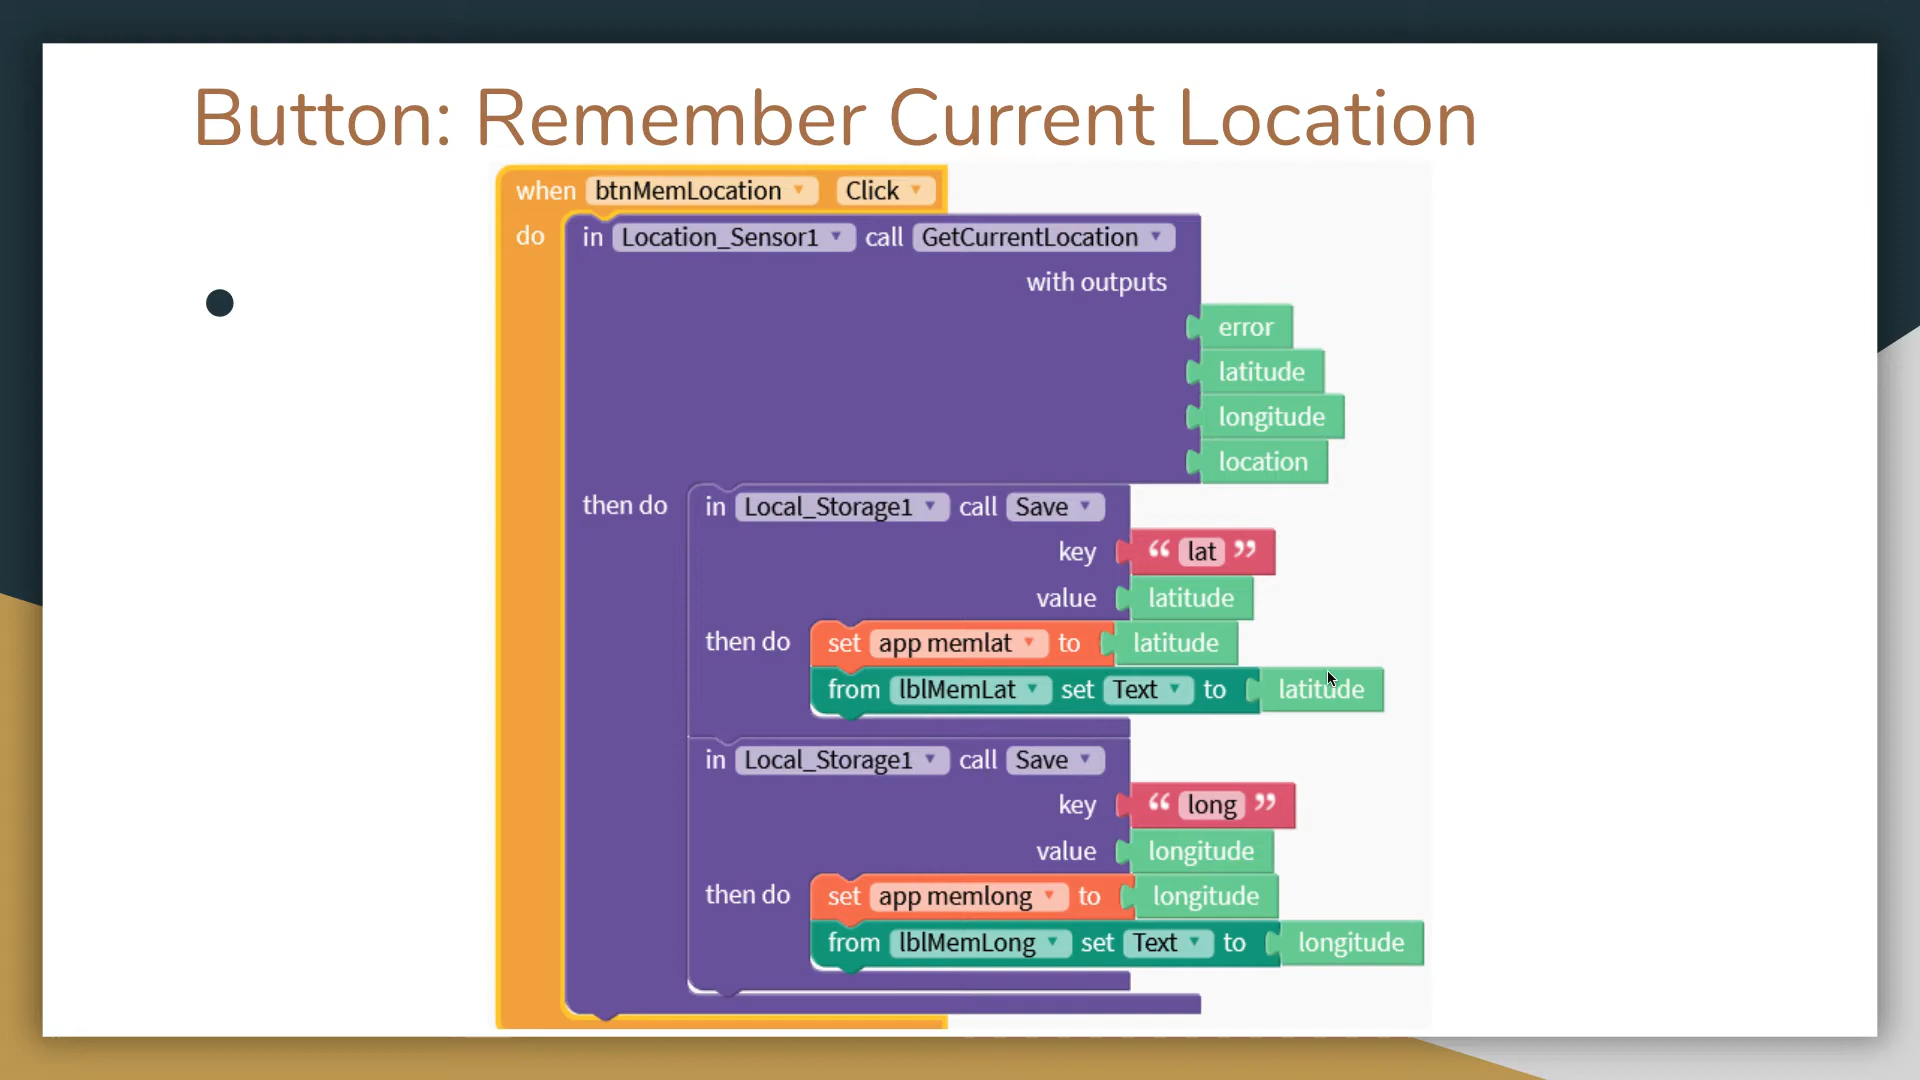 Button: Remember Current Location
when btnMemLocation Click
do in Location_Sensor1 call GetCurrentLocation
with outputs
error
latitude
longitude
location
then do in Local_Storage1 call Save
key “ lat ”
value latitude
then do set app memlat to latitude
from lblMemLat set Text to latitude
in Local_Storage1 call Save
key “ long ”
value longitude
then do set app memlong to longitude
from lblMemLong set Text to longitude